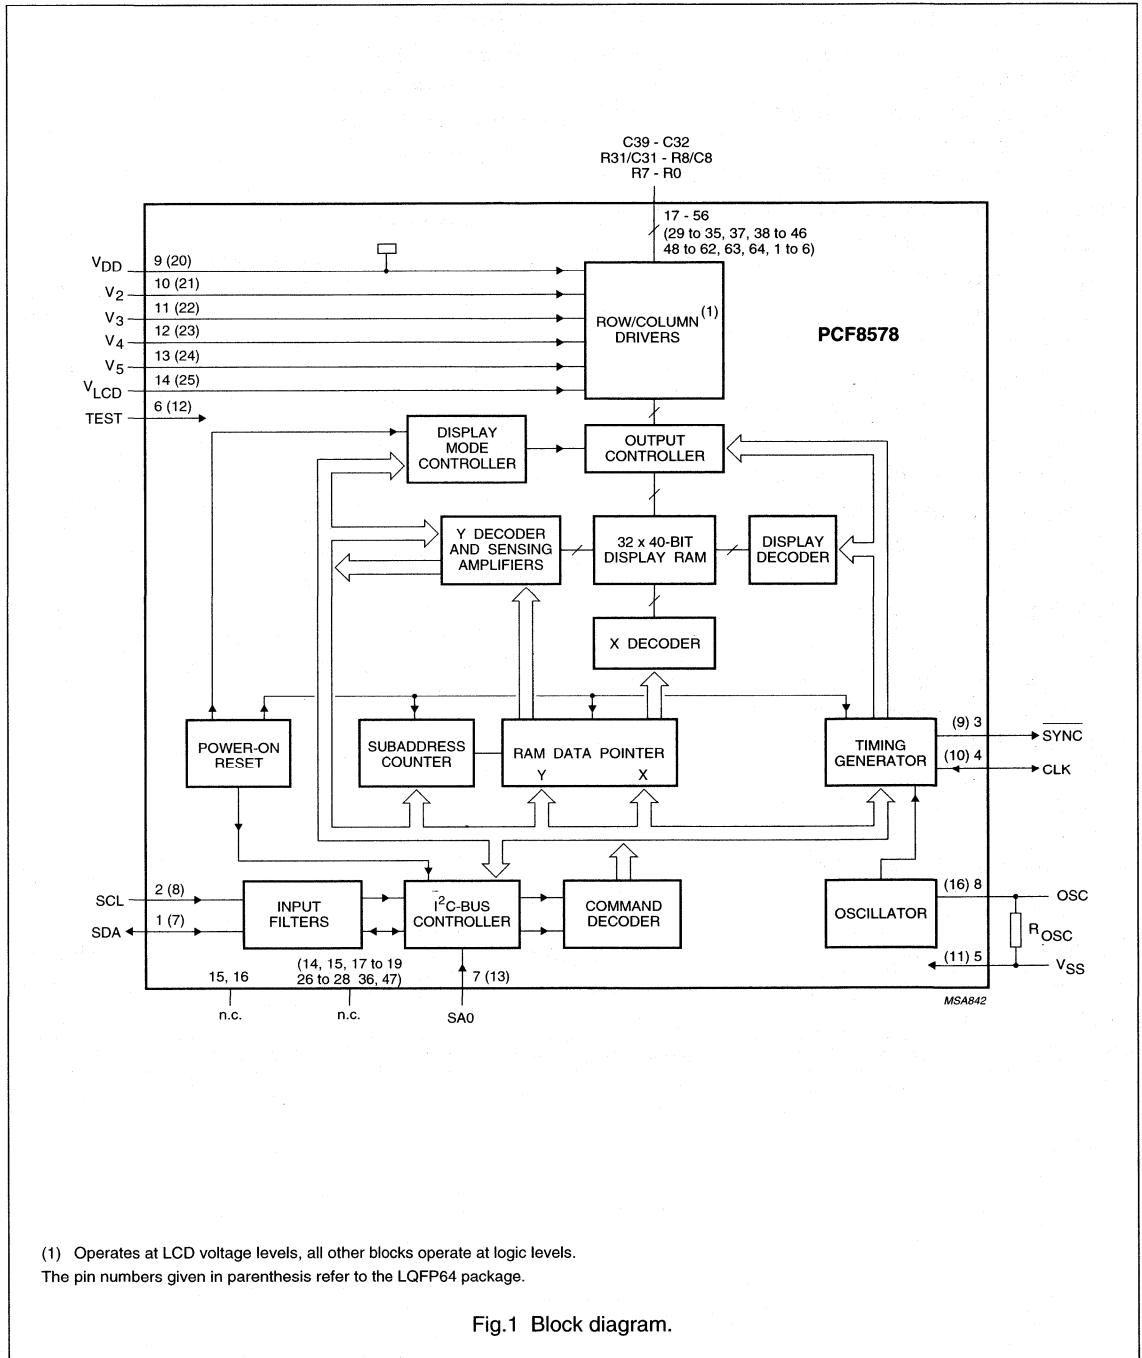 C39 - C32
R31/C31 - R8/C8
R7 - R0
17 - 56
(29 to 35, 37, 38 to 46
48 to 62, 63, 64, 1 to 6)
VDD
9 (20)
V2
10 (21)
V3
11 (22)
V4
12 (23)
V5
13 (24)
VLCD
14 (25)
TEST
6 (12)
ROW/COLUMN (1)
DRIVERS
PCF8578
DISPLAY
MODE
CONTROLLER
OUTPUT
CONTROLLER
Y DECODER
AND SENSING
AMPLIFIERS
32 x 40-BIT
DISPLAY RAM
DISPLAY
DECODER
X DECODER
POWER-ON
RESET
SUBADDRESS
COUNTER
RAM DATA POINTER
Y X
TIMING
GENERATOR
(9) 3
SYNC
(10) 4
CLK
SCL
2 (8)
SDA
1 (7)
INPUT
FILTERS
I2C-BUS
CONTROLLER
COMMAND
DECODER
OSCILLATOR
(16) 8
OSC
ROSC
(11) 5
VSS
15, 16
n.c.
(14, 15, 17 to 19
26 to 28 36, 47)
n.c.
7 (13)
SA0
MSA842
(1) Operates at LCD voltage levels, all other blocks operate at logic levels.
The pin numbers given in parenthesis refer to the LQFP64 package.
Fig.1 Block diagram.